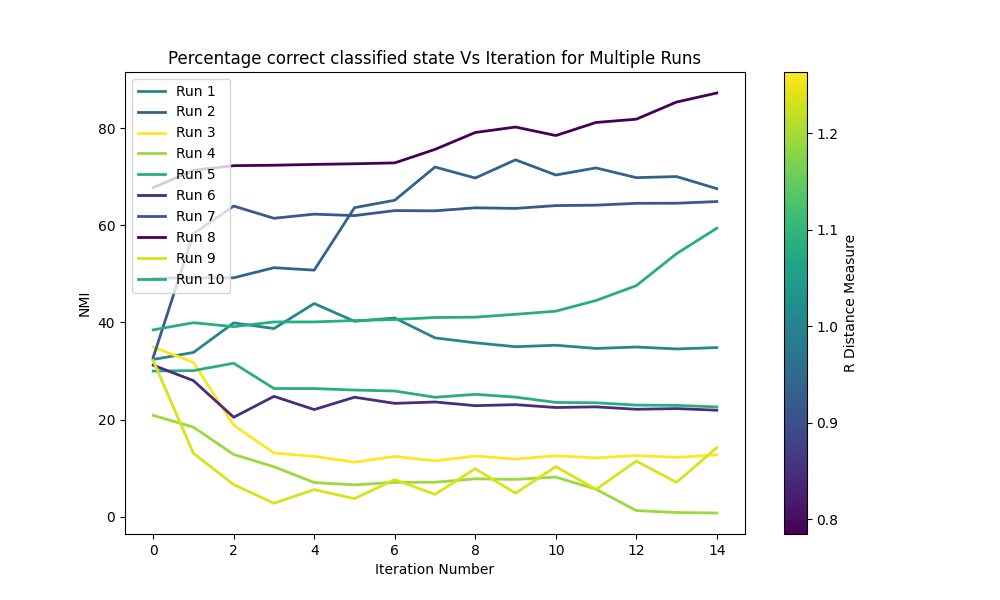 Percentage correct classified state Vs Iteration for Multiple Runs
Run 1
Run 2
Run 3
Run 4
Run 5
Run 6
Run 7
Run 8
Run 9
Run 10
80
60
40
20
0
NMI
0 2 4 6 8 10 12 14
Iteration Number
1.2
1.1
1.0
0.9
0.8
R Distance Measure